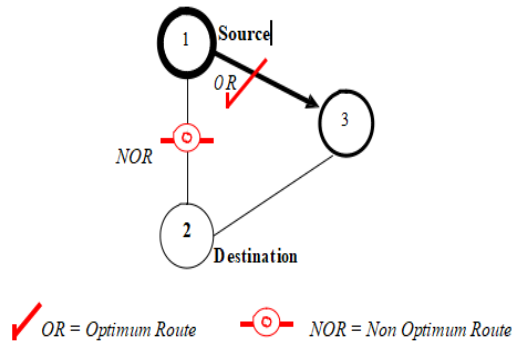 1
Source
OR
3
NOR
2
Destination
OR = Optimum Route
NOR = Non Optimum Route